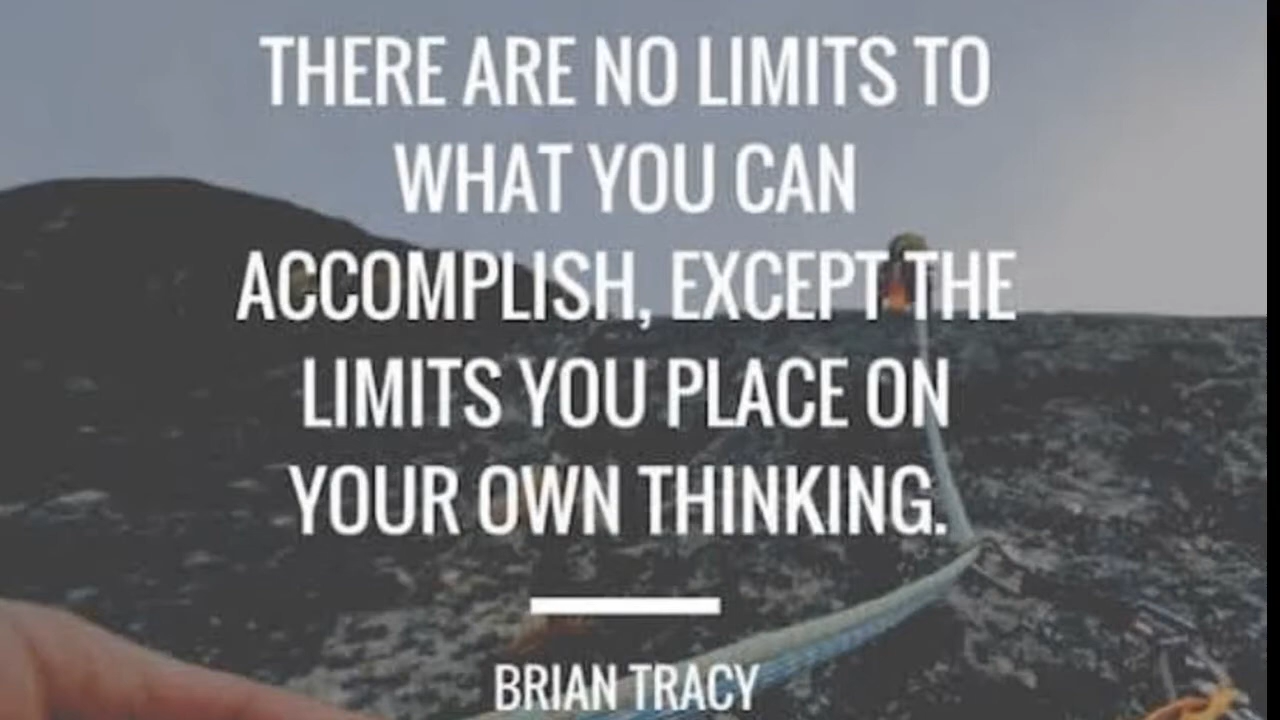 THERE ARE NO LIMITS TO
WHAT YOU CAN
ACCOMPLISH, EXCEPT THE
LIMITS YOU PLACE ON
YOUR OWN THINKING.
BRIAN TRACY